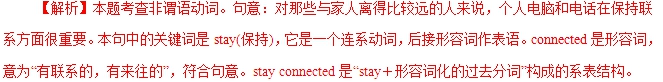 【解析】本题考查非谓语动词。句意：对那些与家人离得比较远的人来说，个人电脑和电话在保持联
系方面很重要。本句中的关键词是 stay(保持)，它是一个连系动词，后接形容词作表语。connected 是形容词，
意为“有联系的，有来往的”，符合句意。stay connected 是“stay＋形容词化的过去分词”构成的系表结构。